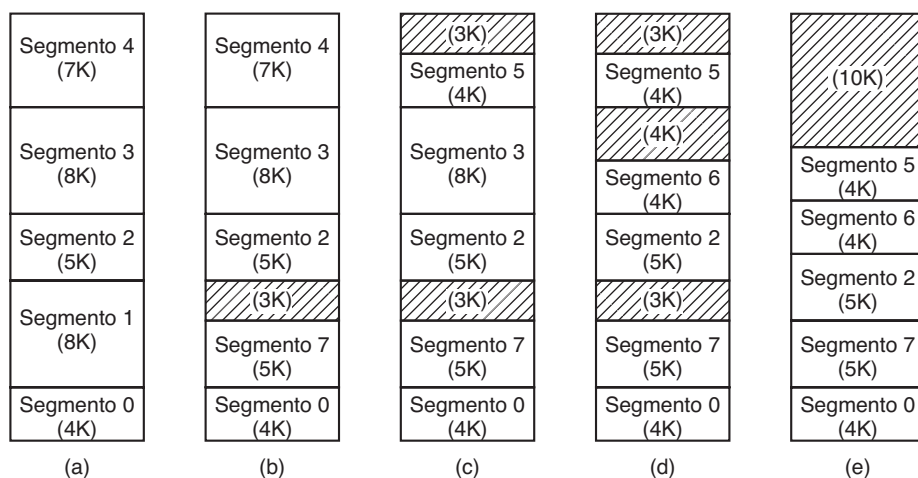 Segmento 4
(7K)
Segmento 3
(8K)
Segmento 2
(5K)
Segmento 1
(8K)
Segmento 0
(4K)
(a)
Segmento 4
(7K)
Segmento 3
(8K)
Segmento 2
(5K)
(3K)
Segmento 7
(5K)
Segmento 0
(4K)
(b)
(3K)
Segmento 5
(4K)
Segmento 3
(8K)
Segmento 2
(5K)
(3K)
Segmento 7
(5K)
Segmento 0
(4K)
(c)
(3K)
Segmento 5
(4K)
(4K)
Segmento 6
(4K)
Segmento 2
(5K)
(3K)
Segmento 7
(5K)
Segmento 0
(4K)
(d)
(10K)
Segmento 5
(4K)
Segmento 6
(4K)
Segmento 2
(5K)
Segmento 7
(5K)
Segmento 0
(4K)
(e)